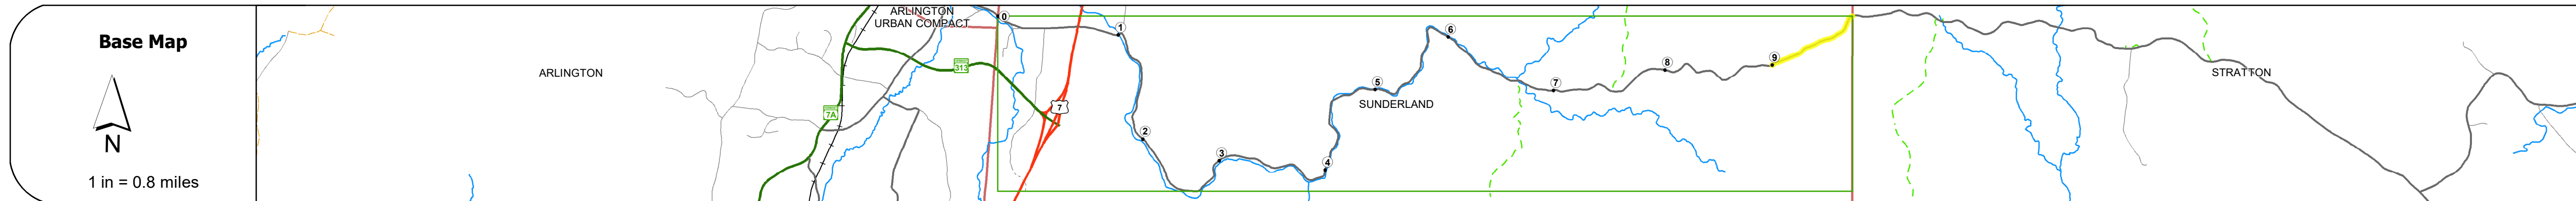 Base Map
N
1 in = 0.8 miles
ARLINGTON
ARLINGTON
URBAN COMPACT
313
7A
7
0
1
2
3
4
5
6
7
8
9
SUNDERLAND
STRATTON